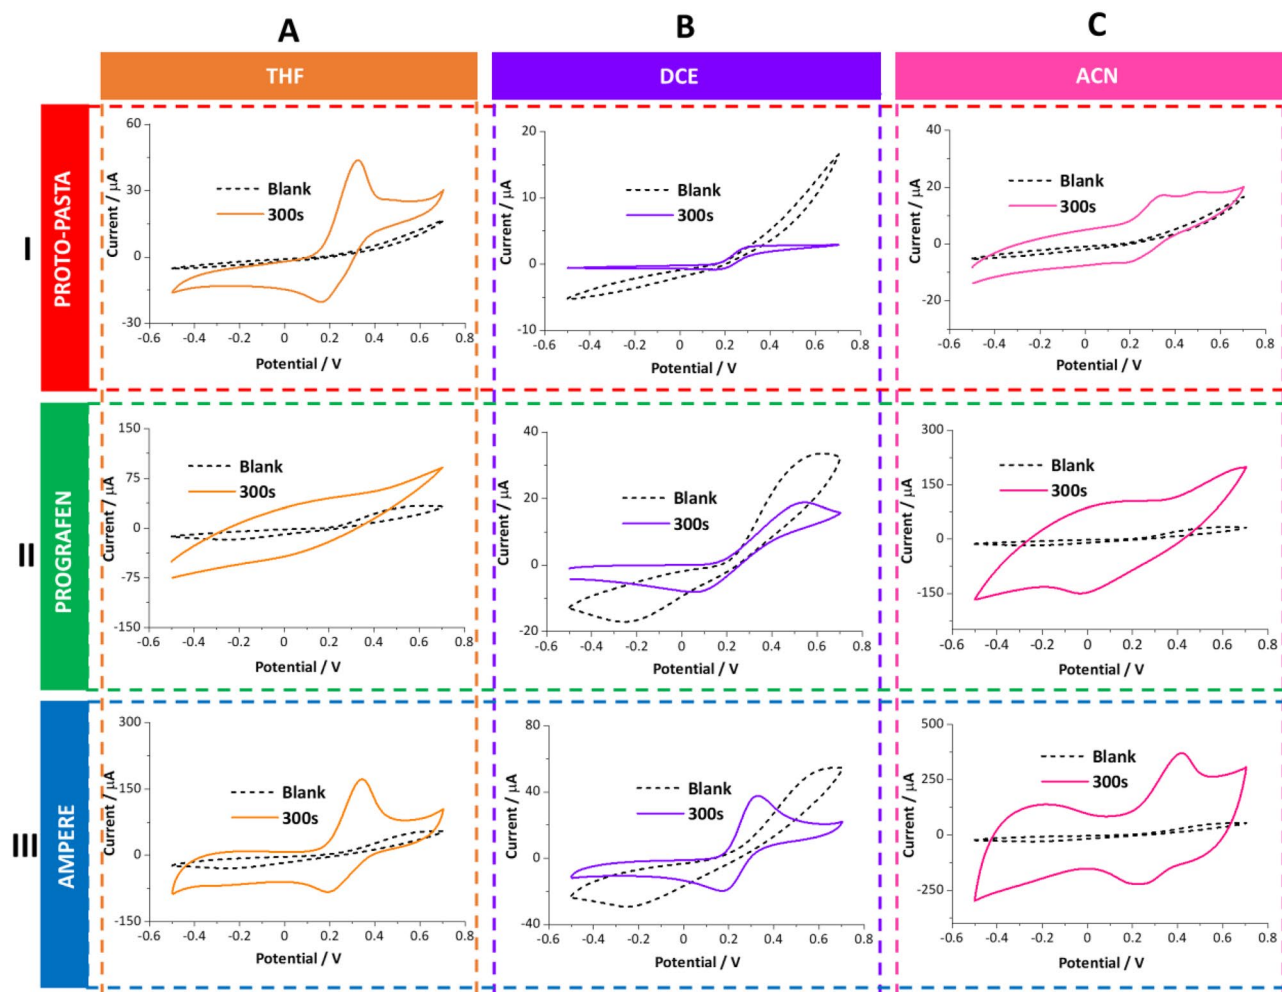 A
B
C
THF
DCE
ACN
I
PROTO-PASTA
60
30
0
-30
Current / μA
Blank
300s
-0.6 -0.4 -0.2 0 0.2 0.4 0.6 0.8
Potential / V
20
10
0
-10
Current / μA
Blank
300s
-0.6 -0.4 -0.2 0 0.2 0.4 0.6 0.8
Potential / V
40
20
0
-20
Current / μA
Blank
300s
-0.6 -0.4 -0.2 0 0.2 0.4 0.6 0.8
Potential / V
II
PROGRAFEN
150
75
0
-75
-150
Current / μA
Blank
300s
-0.6 -0.4 -0.2 0 0.2 0.4 0.6 0.8
Potential / V
40
20
0
-20
Current / μA
Blank
300s
-0.6 -0.4 -0.2 0 0.2 0.4 0.6 0.8
Potential / V
300
150
0
-150
Current / μA
Blank
300s
-0.6 -0.4 -0.2 0 0.2 0.4 0.6 0.8
Potential / V
III
AMPERE
300
150
0
-150
Current / μA
Blank
300s
-0.6 -0.4 -0.2 0 0.2 0.4 0.6 0.8
Potential / V
80
40
0
-40
Current / μA
Blank
300s
-0.6 -0.4 -0.2 0 0.2 0.4 0.6 0.8
Potential / V
500
250
0
-250
Current / μA
Blank
300s
-0.6 -0.4 -0.2 0 0.2 0.4 0.6 0.8
Potential / V